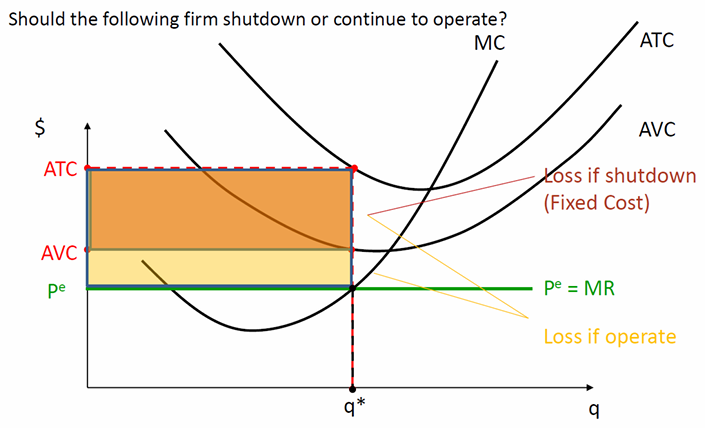 Should the following firm shutdown or continue to operate?
MC
ATC
$
AVC
ATC
Loss if shutdown
(Fixed Cost)
AVC
Pᵉ
Pᵉ = MR
Loss if operate
q*
q